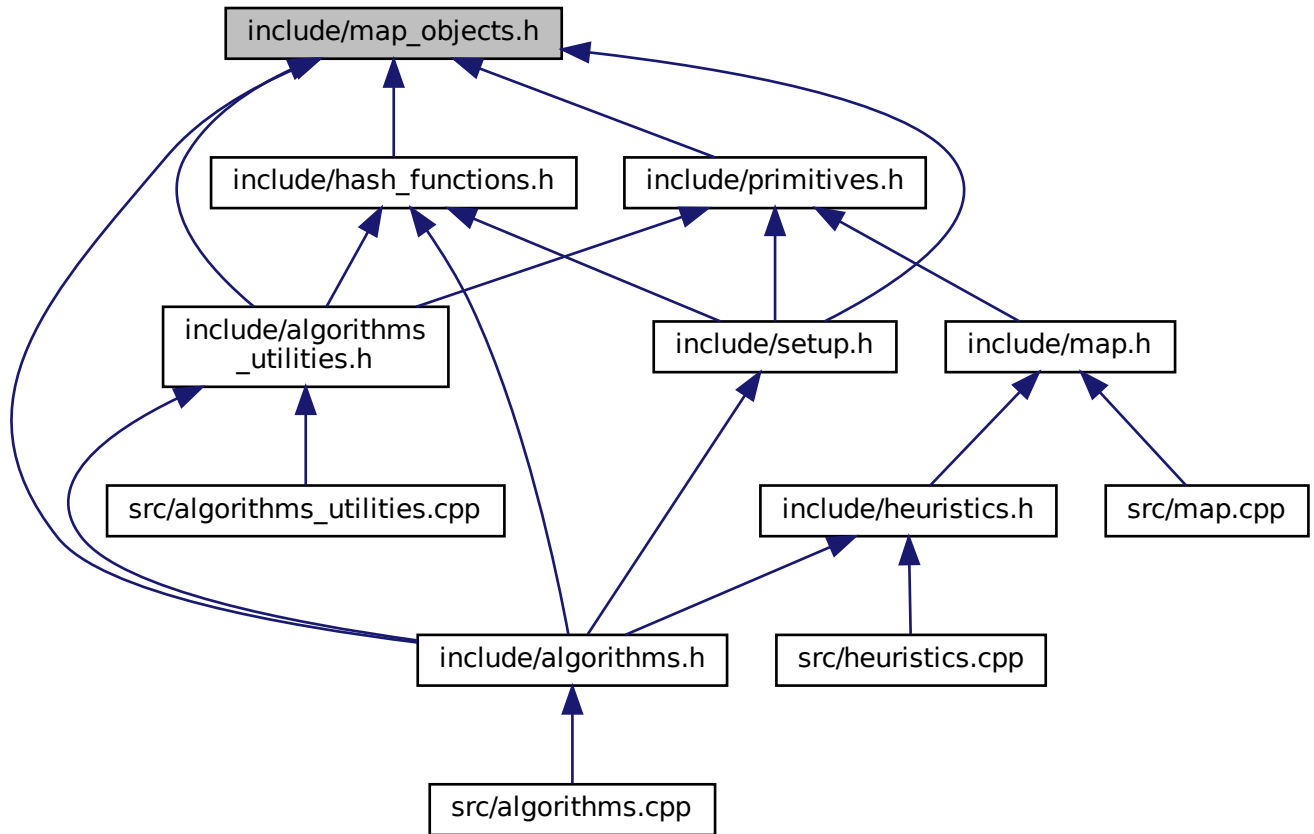 include/map_objects.h
include/hash_functions.h
include/primitives.h
include/algorithms
_utilities.h
include/setup.h
include/map.h
src/algorithms_utilities.cpp
include/heuristics.h
src/map.cpp
include/algorithms.h
src/heuristics.cpp
src/algorithms.cpp